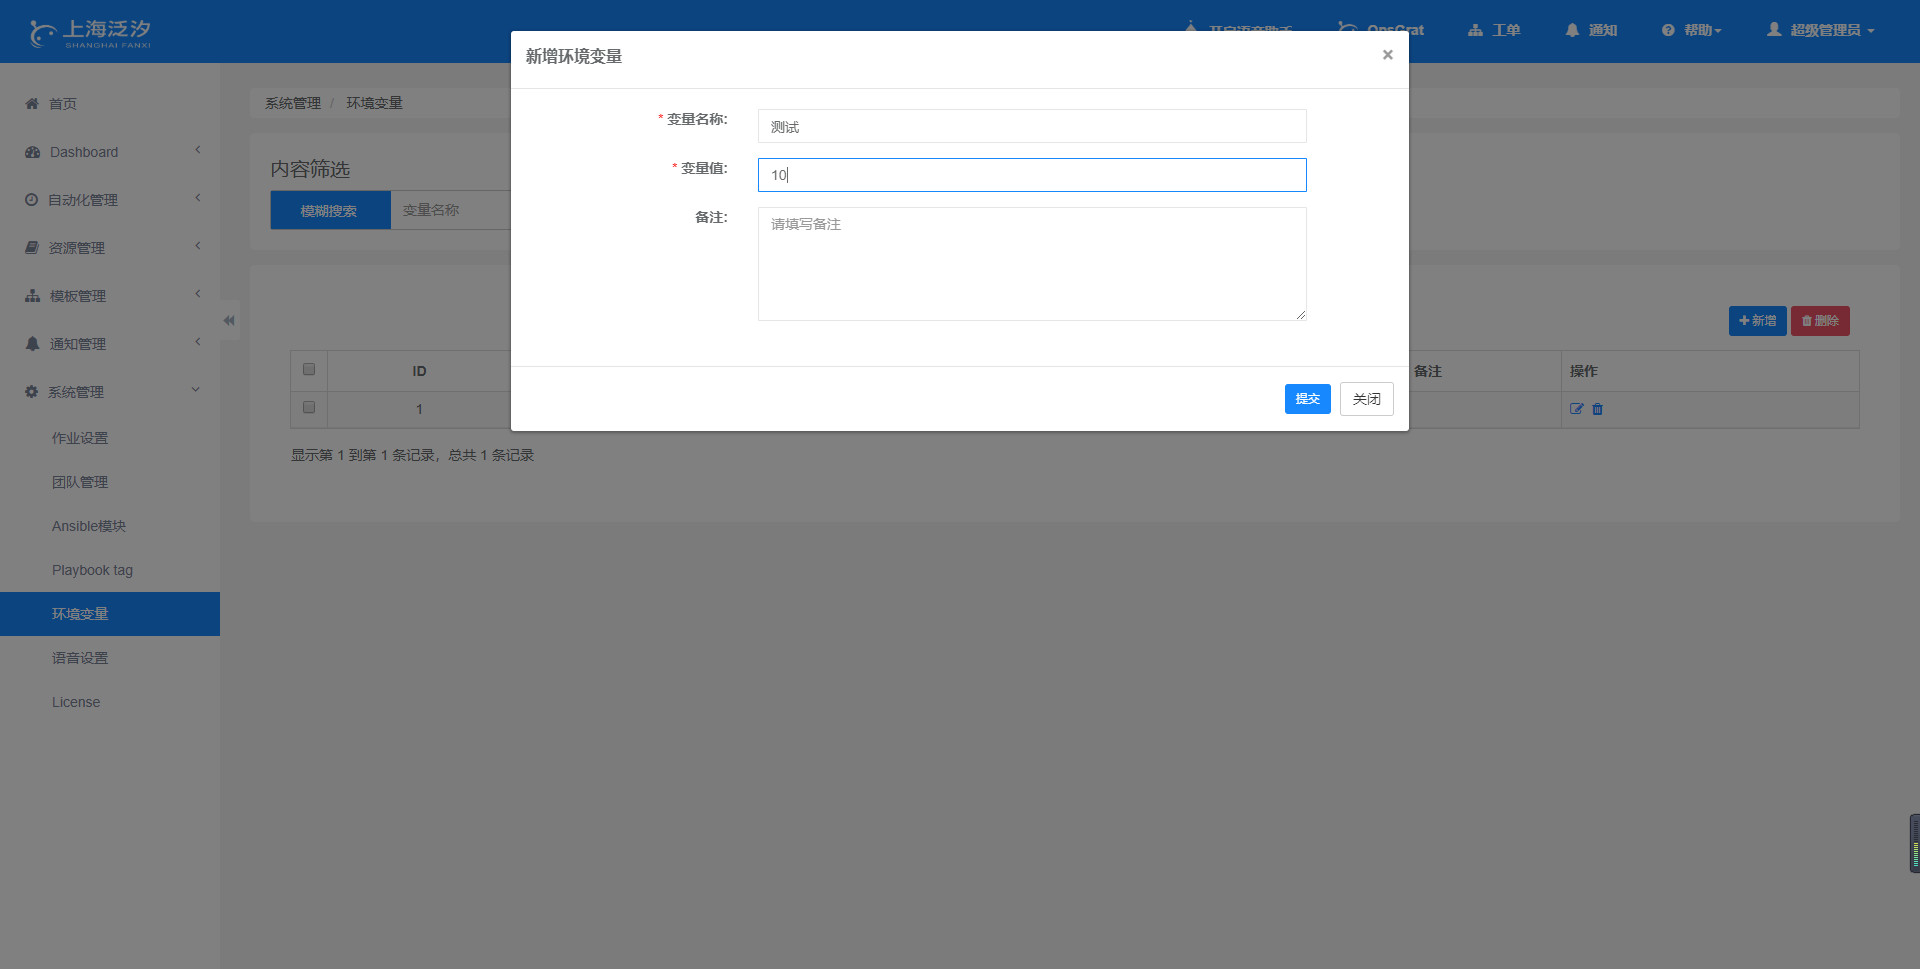 上海泛汐
SHANGHAI FANXI
开启语音助手
OpsGrat
工单
通知
帮助
超级管理员
首页
Dashboard
自动化管理
资源管理
模板管理
通知管理
系统管理
作业设置
团队管理
Ansible模块
Playbook tag
环境变量
语音设置
License
系统管理 / 环境变量
内容筛选
模糊搜索 变量名称
新增 删除
ID 备注 操作
1
显示第 1 到第 1 条记录，总共 1 条记录
新增环境变量 ×
* 变量名称: 测试
* 变量值: 10
备注: 请填写备注
提交 关闭